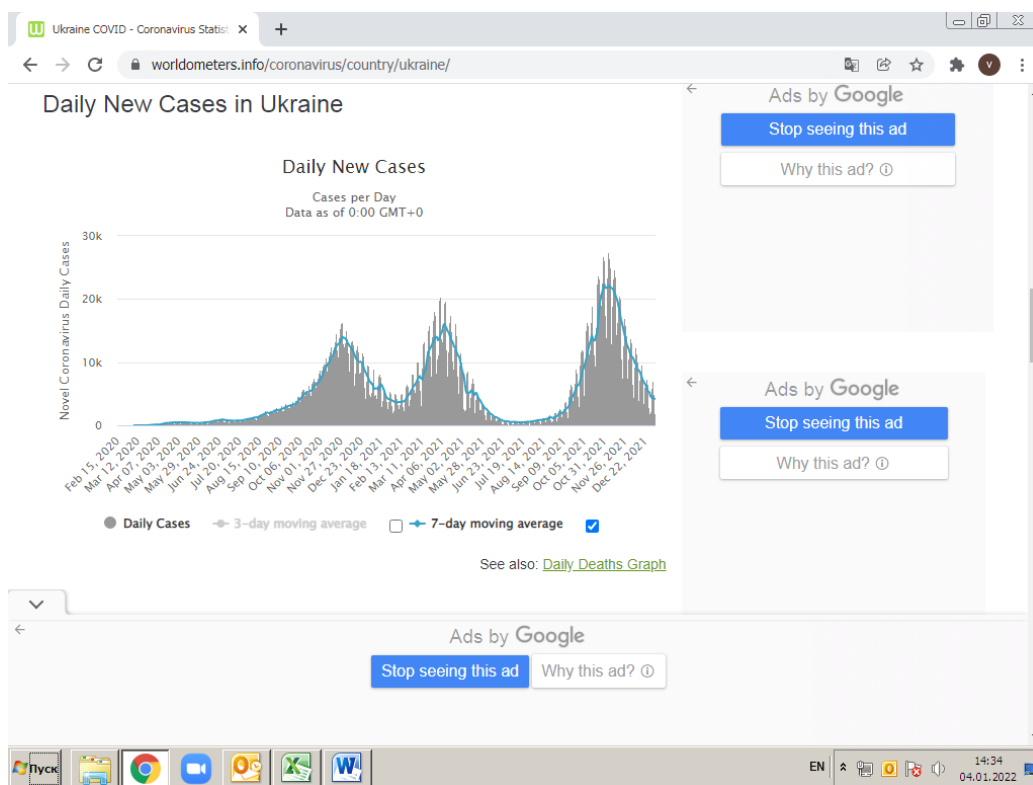 Ukraine COVID - Coronavirus Statist
worldometers.info/coronavirus/country/ukraine/
V
Daily New Cases in Ukraine
Daily New Cases
Cases per Day
Data as of 0:00 GMT+0
Novel Coronavirus Daily Cases
30k
20k
10k
0
Feb 15, 2020
Mar 12, 2020
Apr 07, 2020
May 03, 2020
May 29, 2020
Jun 24, 2020
Jul 20, 2020
Aug 15, 2020
Sep 10, 2020
Oct 06, 2020
Nov 01, 2020
Nov 27, 2020
Dec 23, 2020
Jan 18, 2021
Feb 13, 2021
Mar 11, 2021
Apr 06, 2021
May 02, 2021
May 28, 2021
Jun 23, 2021
Jul 19, 2021
Aug 14, 2021
Sep 09, 2021
Oct 05, 2021
Oct 31, 2021
Nov 26, 2021
Dec 22, 2021
Daily Cases
3-day moving average
7-day moving average
See also: Daily Deaths Graph
Ads by Google
Stop seeing this ad
Why this ad?
Ads by Google
Stop seeing this ad
Why this ad?
Ads by Google
Stop seeing this ad Why this ad?
Пуск
EN
14:34
04.01.2022